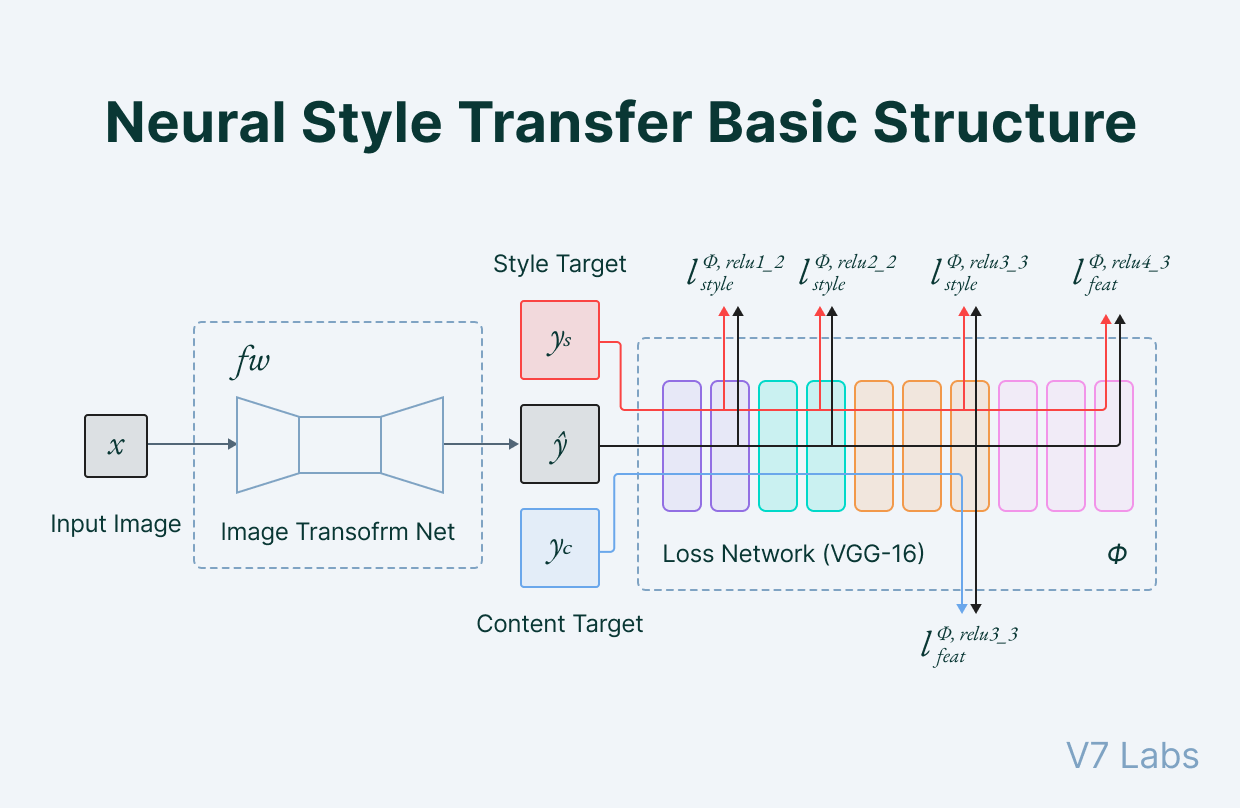 Neural Style Transfer Basic Structure
Style Target
l Φ, relu1_2 style
l Φ, relu2_2 style
l Φ, relu3_3 style
l Φ, relu4_3 feat
ys
fw
x
ŷ
Input Image
Image Transofrm Net
yc
Loss Network (VGG-16)
Φ
Content Target
l Φ, relu3_3 feat
V7 Labs